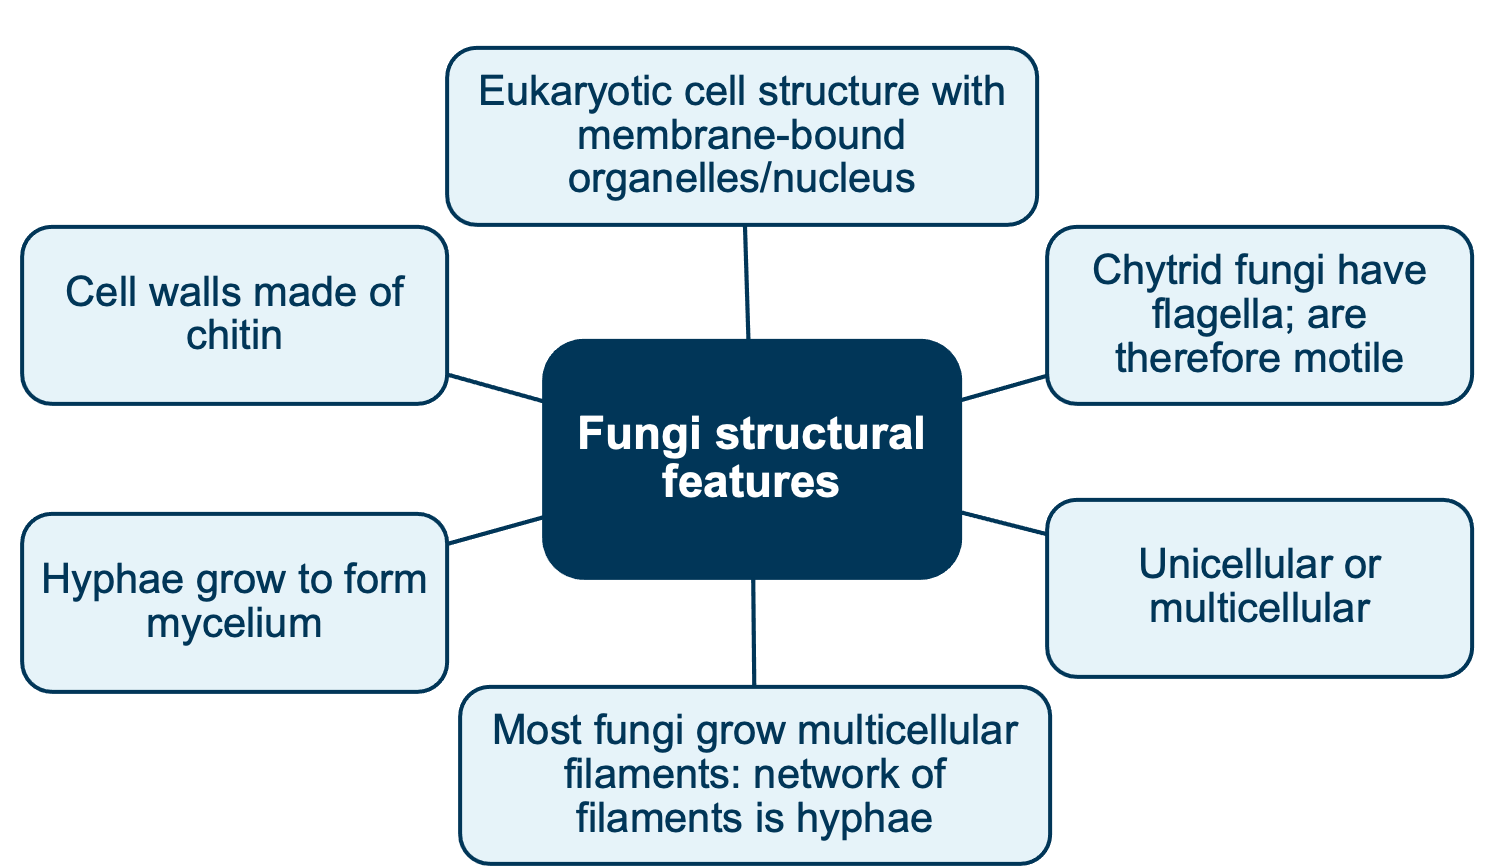 Eukaryotic cell structure with
membrane-bound
organelles/nucleus
Cell walls made of
chitin
Chytrid fungi have
flagella; are
therefore motile
Fungi structural
features
Hyphae grow to form
mycelium
Unicellular or
multicellular
Most fungi grow multicellular
filaments: network of
filaments is hyphae